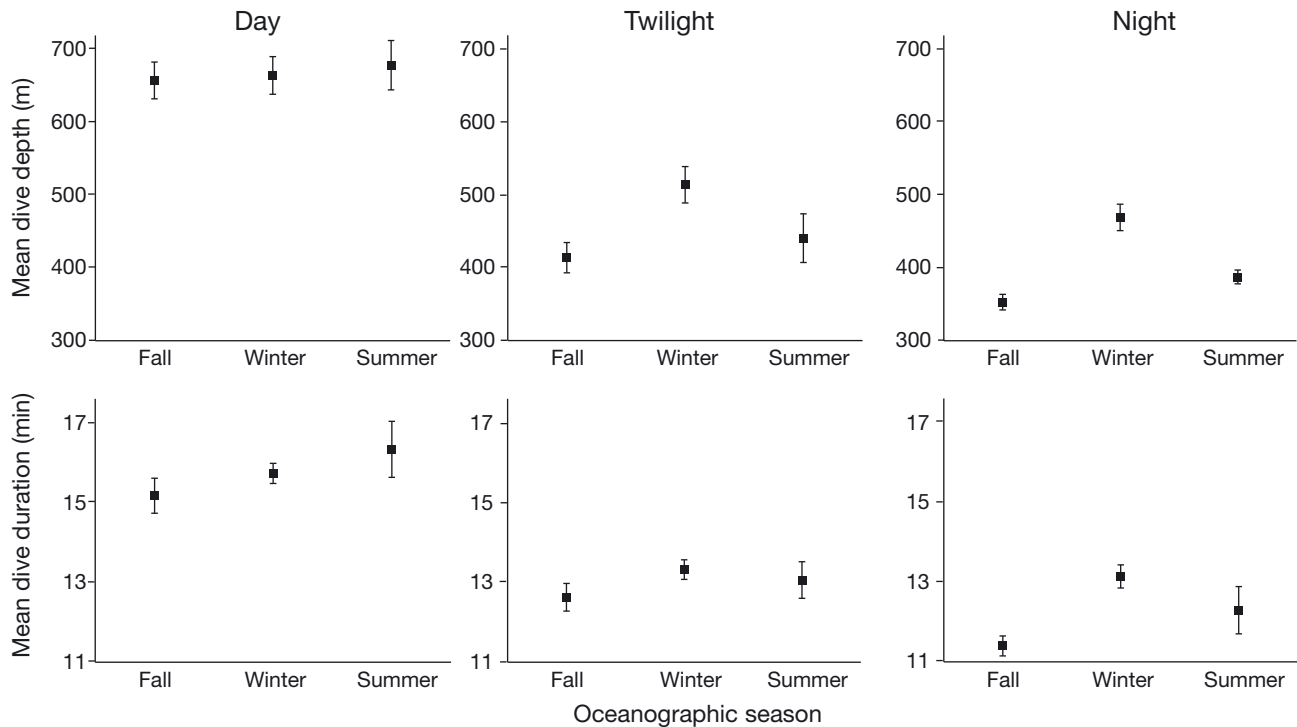 Day
Twilight
Night
Mean dive depth (m)
700
600
500
400
300
Fall Winter Summer
700
600
500
400
300
Fall Winter Summer
700
600
500
400
300
Fall Winter Summer
Mean dive duration (min)
17
15
13
11
Fall Winter Summer
17
15
13
11
Fall Winter Summer
17
15
13
11
Fall Winter Summer
Oceanographic season